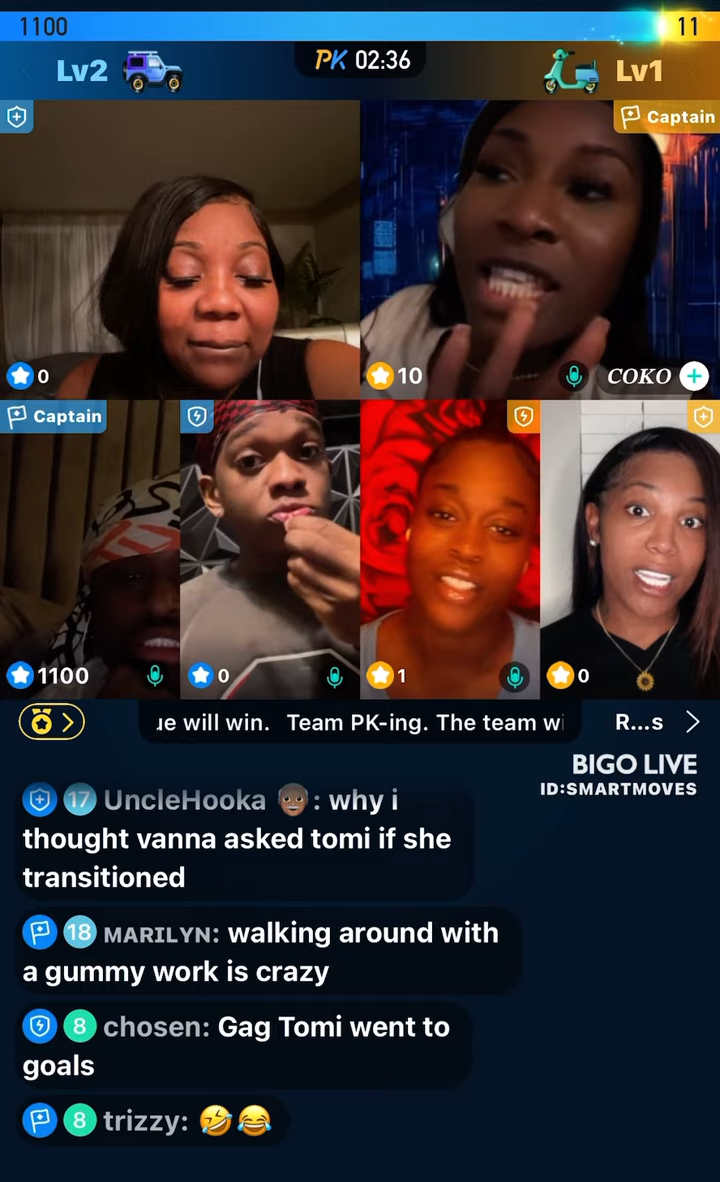 1100
11
Lv2
PK 02:36
Lv1
Captain
0
10
COKO
Captain
1100
0
1
0
ue will win. Team PK-ing. The team wi
R...s
BIGO LIVE
ID:SMARTMOVES
17 UncleHooka 👴🏽: why i
thought vanna asked tomi if she
transitioned
18 MARILYN: walking around with
a gummy work is crazy
8 chosen: Gag Tomi went to
goals
8 trizzy: 🤣😂